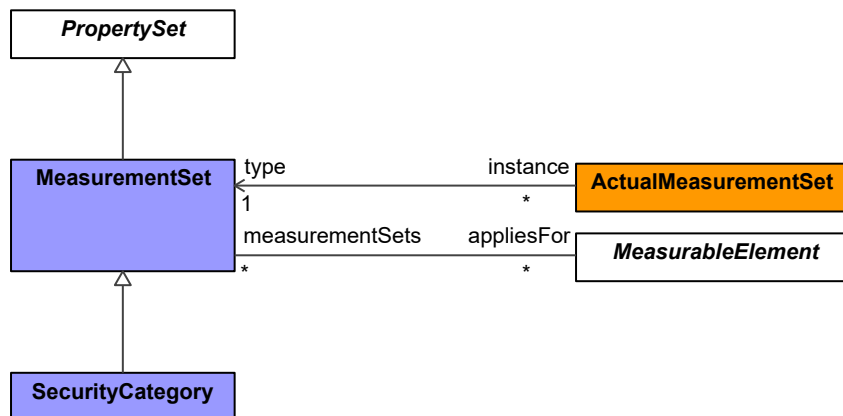 PropertySet
MeasurementSet
type
instance
ActualMeasurementSet
1
*
measurementSets
appliesFor
MeasurableElement
*
*
SecurityCategory